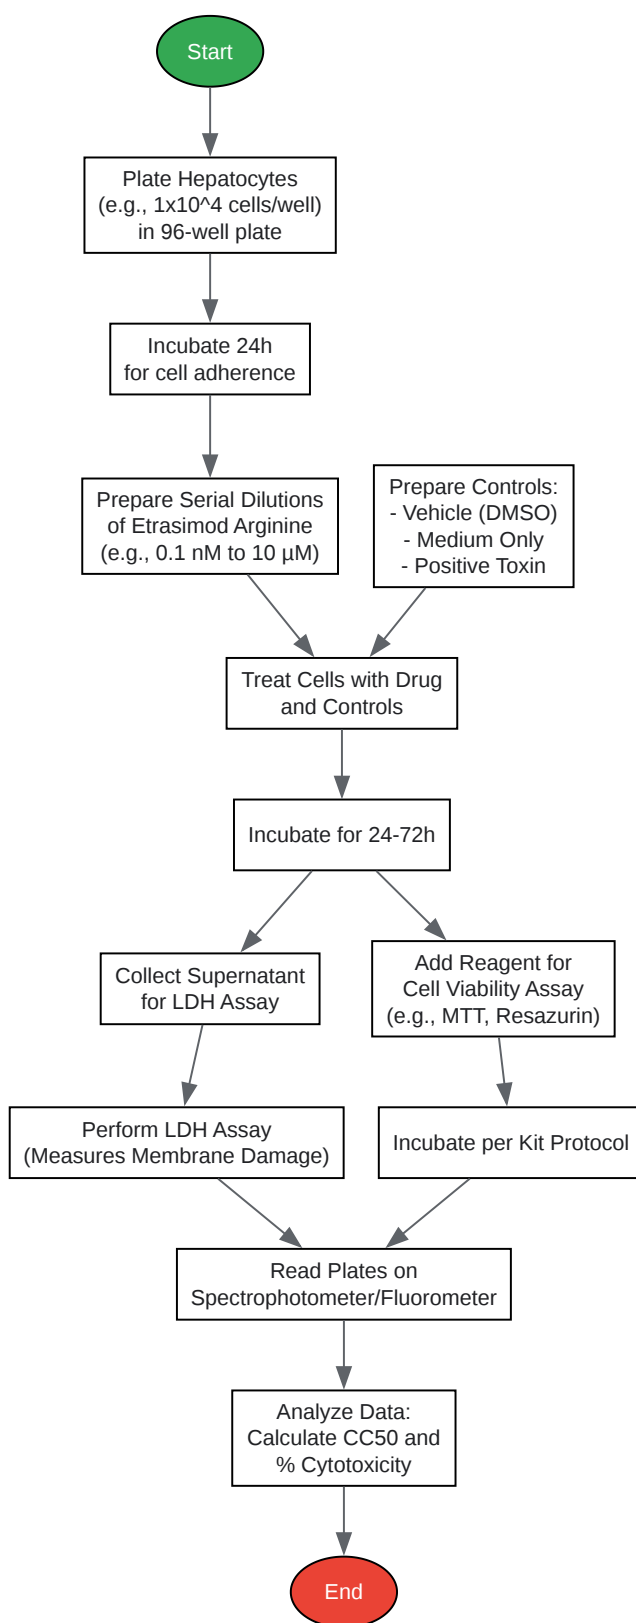 Start
Plate Hepatocytes
(e.g., 1x10^4 cells/well)
in 96-well plate
Incubate 24h
for cell adherence
Prepare Serial Dilutions
of Etrasimod Arginine
(e.g., 0.1 nM to 10 µM)
Prepare Controls:
- Vehicle (DMSO)
- Medium Only
- Positive Toxin
Treat Cells with Drug
and Controls
Incubate for 24-72h
Collect Supernatant
for LDH Assay
Add Reagent for
Cell Viability Assay
(e.g., MTT, Resazurin)
Perform LDH Assay
(Measures Membrane Damage)
Incubate per Kit Protocol
Read Plates on
Spectrophotometer/Fluorometer
Analyze Data:
Calculate CC50 and
% Cytotoxicity
End